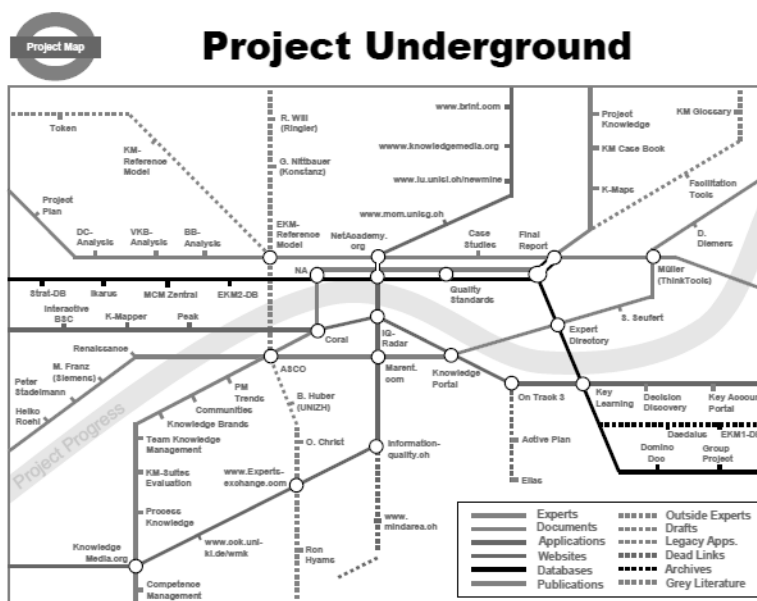 Project Map
Project Underground
Token
KM-
Reference
Model
R. Will
(Ringier)
G. Nittbauer
(Konstanz)
www.brint.com
wwww.knowledgemedia.org
www.iu.unisl.ch/newmine
www.mcm.unisg.ch
Project
Knowledge
KM Case Book
K-Maps
KM Glossary
Facilitation
Tools
Project
Plan
DC-
Analysis
VKB-
Analysis
BB-
Analysis
EKM-
Reference
Model
NetAcademy.
org
Case
Studies
Final
Report
D.
Diemers
NA
Müller
(ThinkTools)
Strat-DB
Ikarus
MCM Zentral
EKM2-DB
Quality
Standards
Interactive
BSC
K-Mapper
Peak
Coral
IQ-
Radar
S. Seufert
Expert
Directory
Renaissance
M. Franz
(Siemens)
Peter
Stadelmann
Heiko
Roehl
ASCO
Marent.
com
Knowledge
Portal
PM
Trends
Communities
Knowledge Brands
B. Huber
(UNIZH)
On Track 3
Key
Learning
Decision
Discovery
Key Accoun
Portal
Project Progress
Team Knowledge
Management
O. Christ
Information-
quality.ch
Active Plan
Daedalus
EKM1-DB
Domino
Doc
Group
Project
KM-Suites
Evaluation
www.Experts-
exchange.com
Elias
Process
Knowledge
www.
mindarea.ch
www.cck.uni-
kl.de/wmk
Knowledge
Media.org
Ron
Hyams
Competence
Management
Experts
Documents
Applications
Websites
Databases
Publications
Outside Experts
Drafts
Legacy Apps.
Dead Links
Archives
Grey Literature